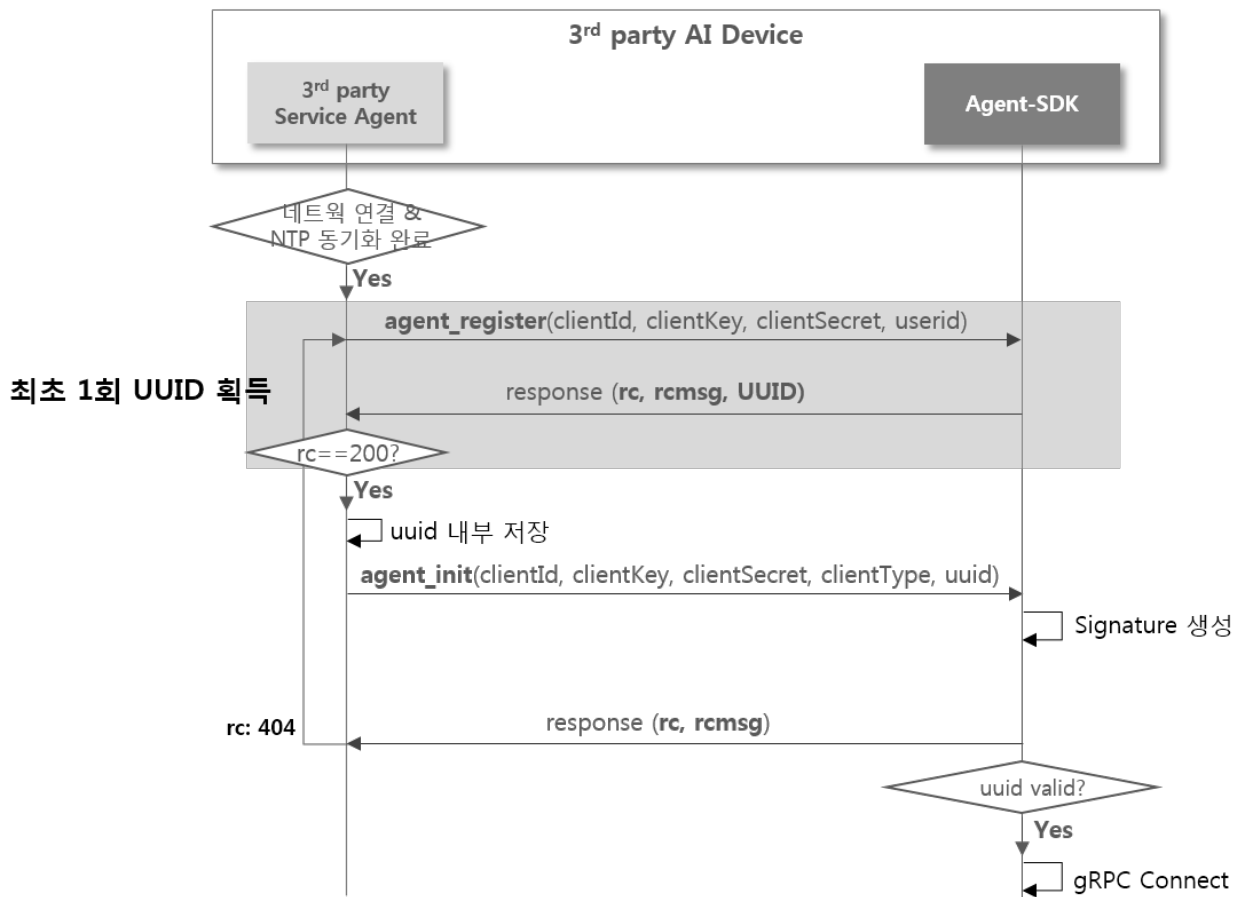 3rd party AI Device
3rd party
Service Agent
Agent-SDK
네트웍 연결 &
NTP 동기화 완료
Yes
agent_register(clientId, clientKey, clientSecret, userid)
최초 1회 UUID 획득
response (rc, rcmsg, UUID)
rc==200?
Yes
uuid 내부 저장
agent_init(clientId, clientKey, clientSecret, clientType, uuid)
Signature 생성
rc: 404
response (rc, rcmsg)
uuid valid?
Yes
gRPC Connect